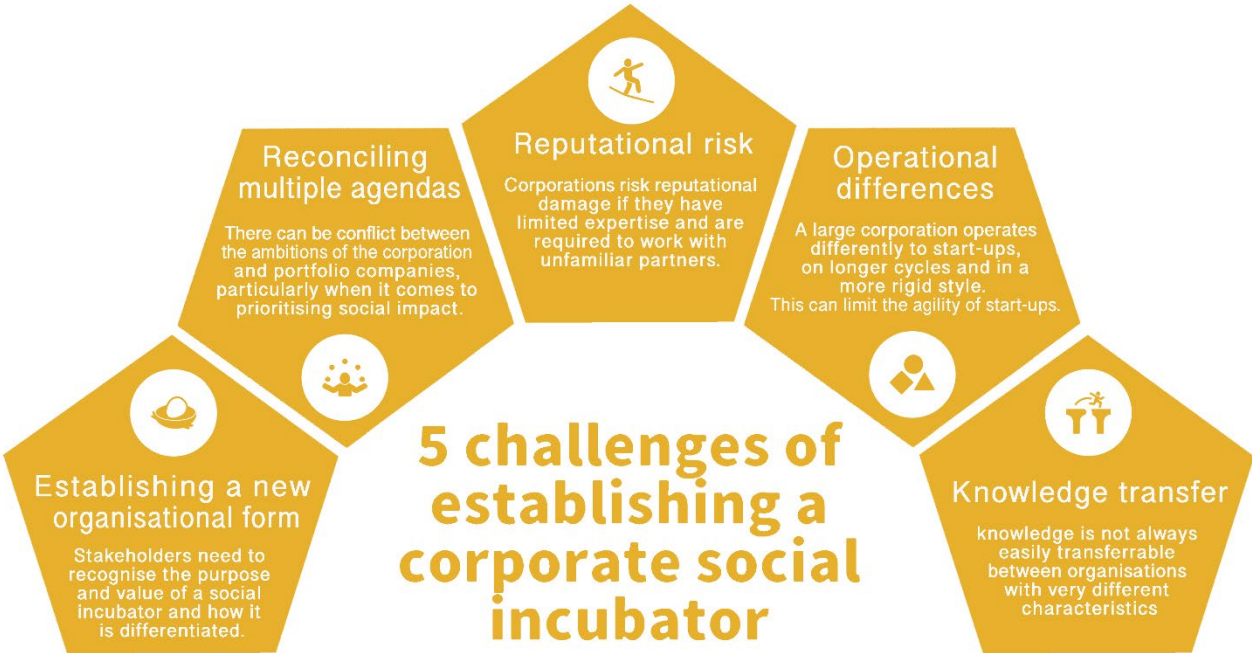 Establishing a new
organisational form
Stakeholders need to
recognise the purpose
and value of a social
incubator and how it
is differentiated.
Reconciling
multiple agendas
There can be conflict between
the ambitions of the corporation
and portfolio companies,
particularly when it comes to
prioritising social impact.
Reputational risk
Corporations risk reputational
damage if they have
limited expertise and are
required to work with
unfamiliar partners.
Operational
differences
A large corporation operates
differently to start-ups,
on longer cycles and in a
more rigid style.
This can limit the agility of start-ups.
Knowledge transfer
knowledge is not always
easily transferrable
between organisations
with very different
characteristics
5 challenges of
establishing a
corporate social
incubator